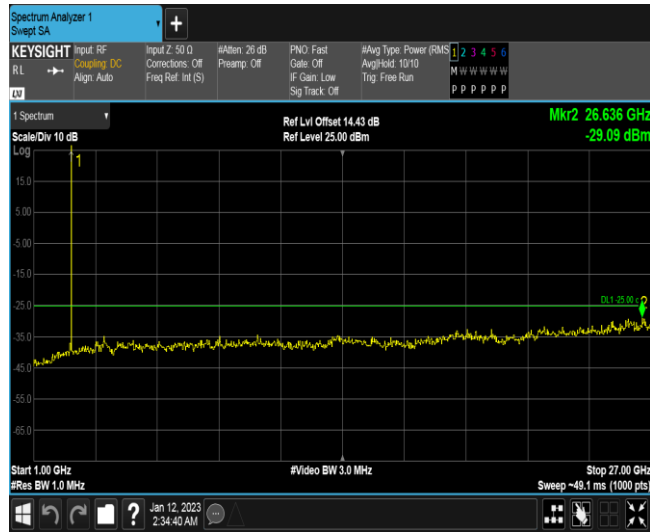 Spectrum Analyzer 1
Swept SA
+
KEYSIGHT
RL
LXI
Input: RF
Coupling: DC
Align: Auto
Input Z: 50 Ω
Corrections: Off
Freq Ref: Int (S)
#Atten: 26 dB
Preamp: Off
PNO: Fast
Gate: Off
IF Gain: Low
Sig Track: Off
#Avg Type: Power (RMS
Avg|Hold: 10/10
Trig: Free Run
1 2 3 4 5 6
M W W W W W
P P P P P P
1 Spectrum
Scale/Div 10 dB
Log
Ref Lvl Offset 14.43 dB
Ref Level 25.00 dBm
Mkr2 26.636 GHz
-29.09 dBm
1
15.0
5.00
-5.00
-15.0
-25.0
DL1 -25.00
2
-35.0
-45.0
-55.0
-65.0
Start 1.00 GHz
#Video BW 3.0 MHz
Stop 27.00 GHz
#Res BW 1.0 MHz
Sweep ~49.1 ms (1000 pts)
?
Jan 12, 2023
2:34:40 AM